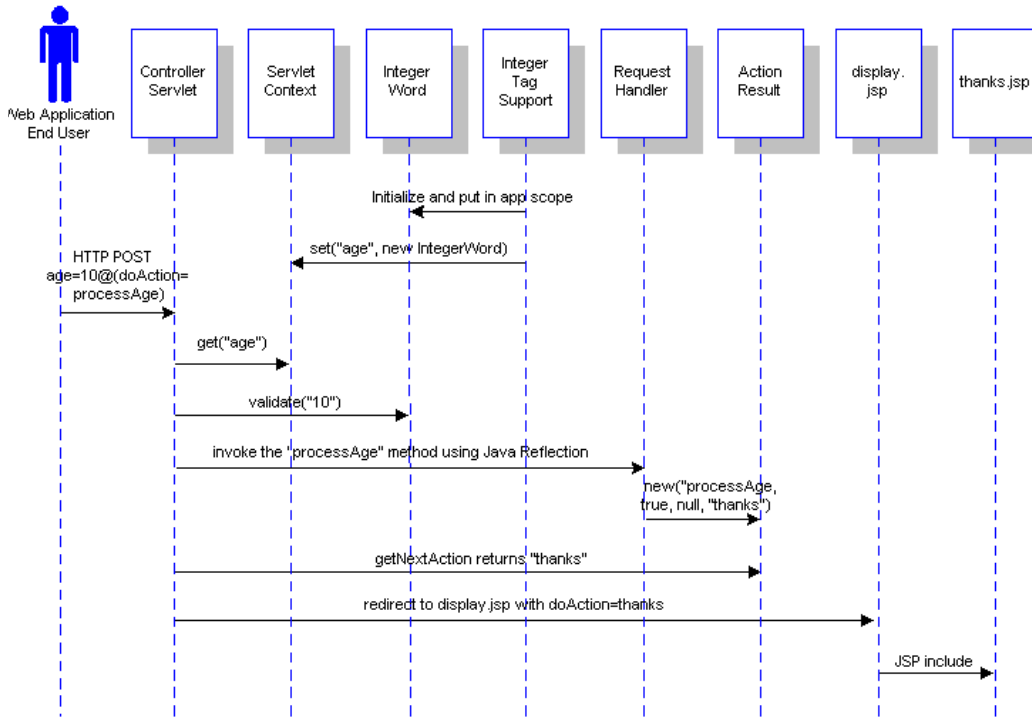 Controller
Servlet
Servlet
Context
Integer
Word
Integer
Tag
Support
Request
Handler
Action
Result
display.
jsp
thanks.jsp
Web Application
End User
Initialize and put in app scope
set("age", new IntegerWord)
HTTP POST
age=10@(doAction=
processAge)
get("age")
validate("10")
invoke the "processAge" method using Java Reflection
new("processAge,
true, null, "thanks")
getNextAction returns "thanks"
redirect to display.jsp with doAction=thanks
JSP include